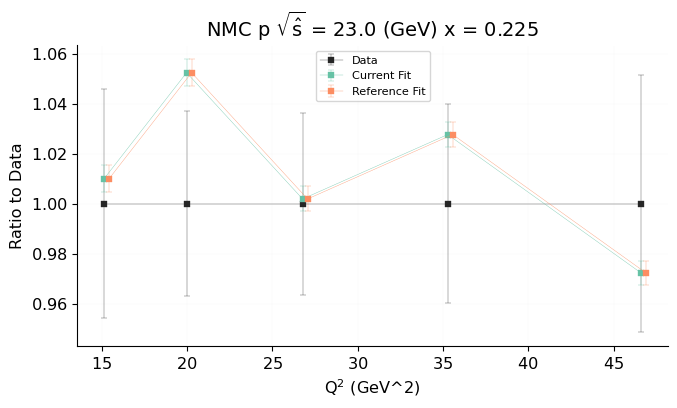 NMC p √ŝ = 23.0 (GeV) x = 0.225
1.06
1.04
1.02
1.00
0.98
0.96
Ratio to Data
Data
Current Fit
Reference Fit
15 20 25 30 35 40 45
Q² (GeV^2)